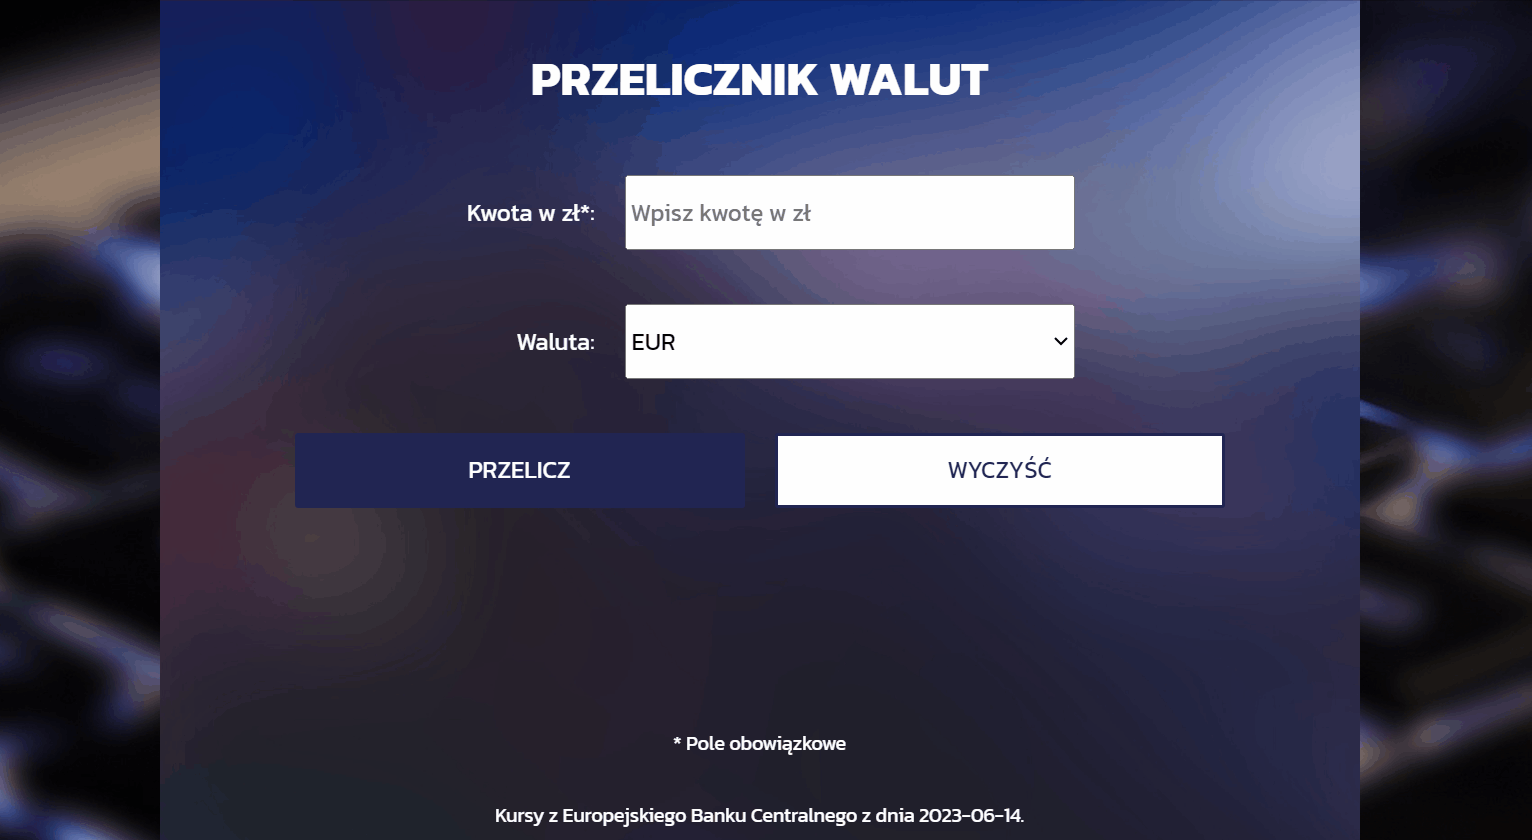 PRZELICZNIK WALUT
Kwota w zł*:
Wpisz kwotę w zł
Waluta:
EUR
PRZELICZ
WYCZYŚĆ
* Pole obowiązkowe
Kursy z Europejskiego Banku Centralnego z dnia 2023-06-14.